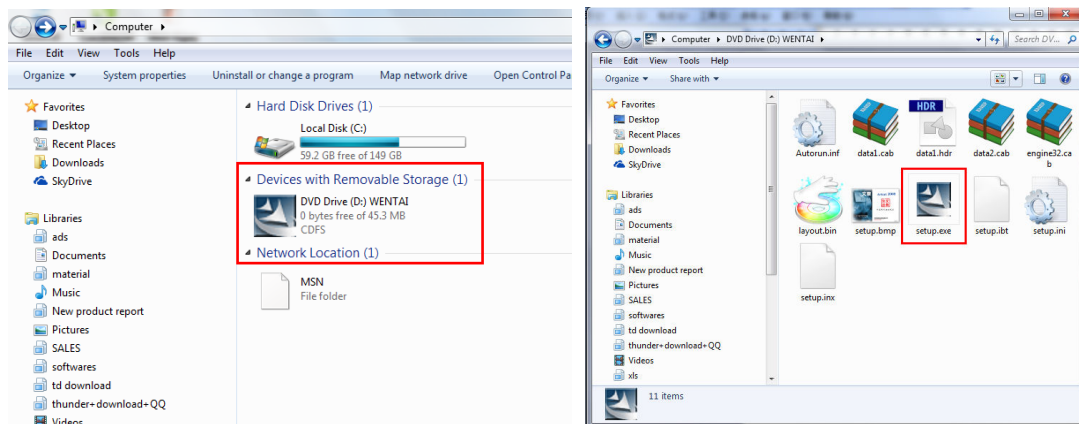 Computer
File Edit View Tools Help
Organize System properties Uninstall or change a program Map network drive Open Control Pa
Favorites
Desktop
Recent Places
Downloads
SkyDrive
Libraries
ads
Documents
material
Music
New product report
Pictures
SALES
softwares
td download
thunder+download+QQ
Videos
Hard Disk Drives (1)
Local Disk (C:)
59.2 GB free of 149 GB
Devices with Removable Storage (1)
DVD Drive (D:) WENTAI
0 bytes free of 45.3 MB
CDFS
Network Location (1)
MSN
File folder
Computer DVD Drive (D:) WENTAI
Search DV...
File Edit View Tools Help
Organize Share with
Favorites
Desktop
Recent Places
Downloads
SkyDrive
Libraries
ads
Documents
material
Music
New product report
Pictures
SALES
softwares
td download
thunder+download+QQ
Videos
xls
HDR
Autorun.inf data1.cab data1.hdr data2.cab engine32.ca
b
layout.bin setup.bmp setup.exe setup.ibt setup.ini
setup.inx
11 items